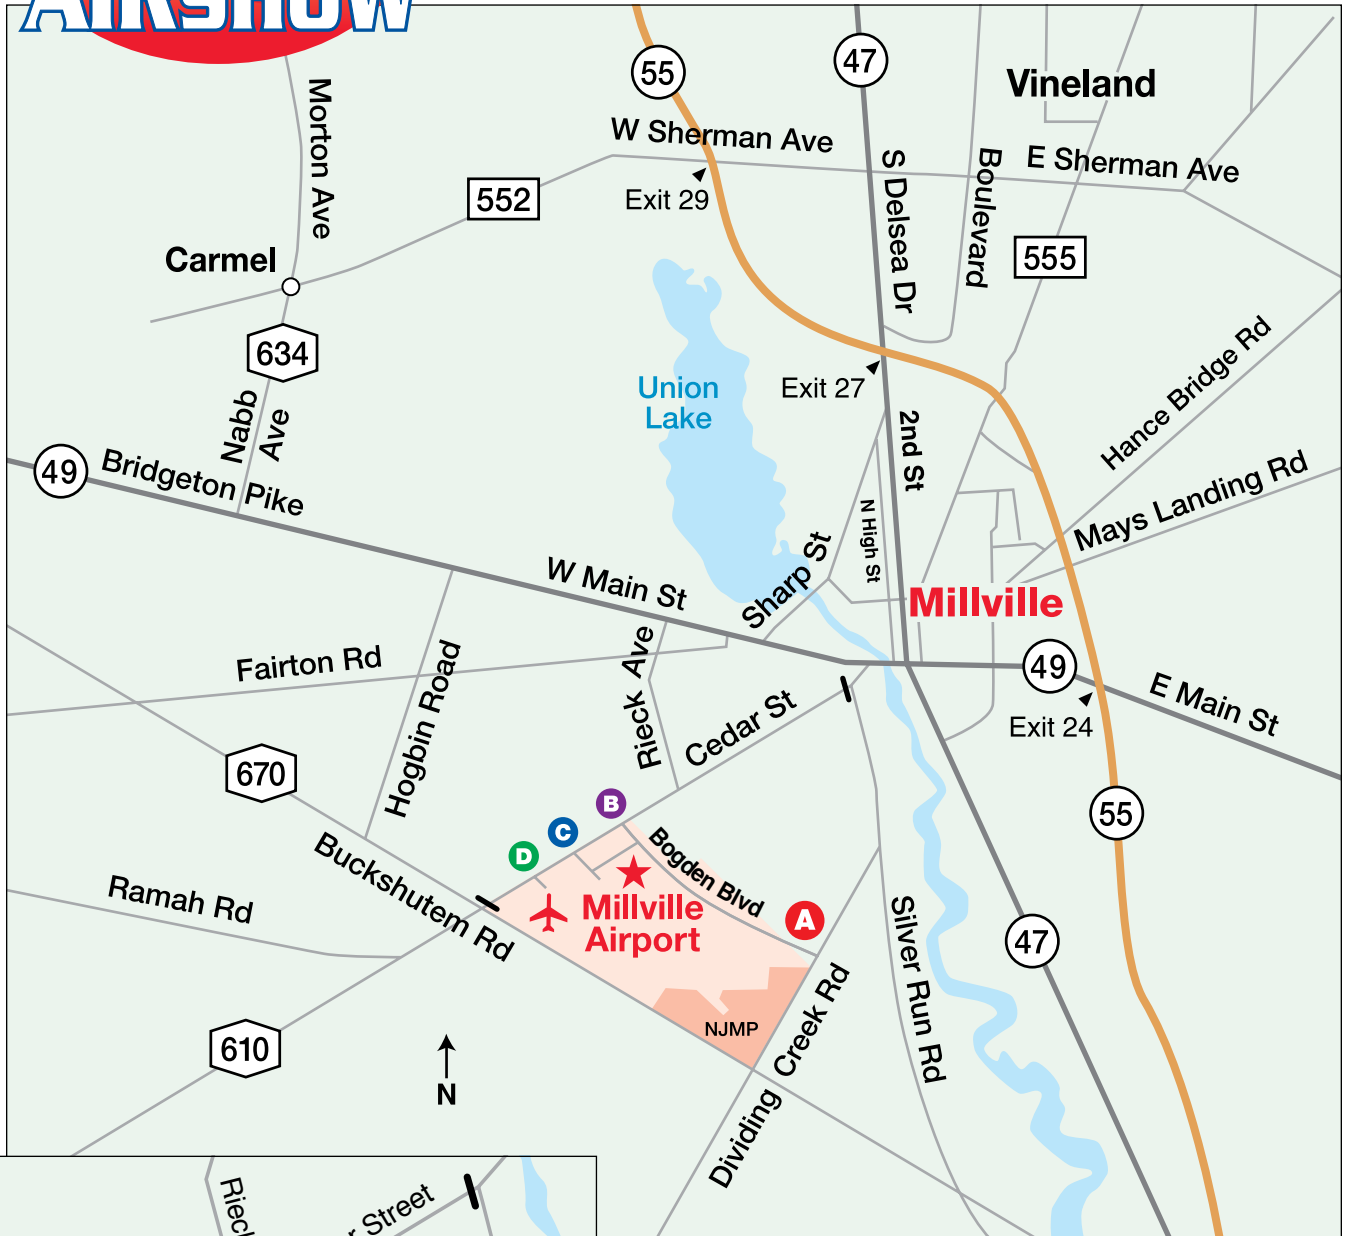 AIRSHOW
55
47
Vineland
Morton Ave
W Sherman Ave
E Sherman Ave
Exit 29
552
S Delsea Dr
Boulevard
555
Carmel
634
Nabb
Ave
Union
Lake
Exit 27
Hance Bridge Rd
2nd St
49
Bridgeton Pike
Mays Landing Rd
N High St
W Main St
Sharp St
Millville
Fairton Rd
Hogbin Road
Rieck Ave
49
Cedar St
E Main St
Exit 24
670
B
C
D
55
Bogden Blvd
Buckshutem Rd
Ramah Rd
Millville
Airport
A
Silver Run Rd
47
NJMP
Dividing Creek Rd
610
N
Street